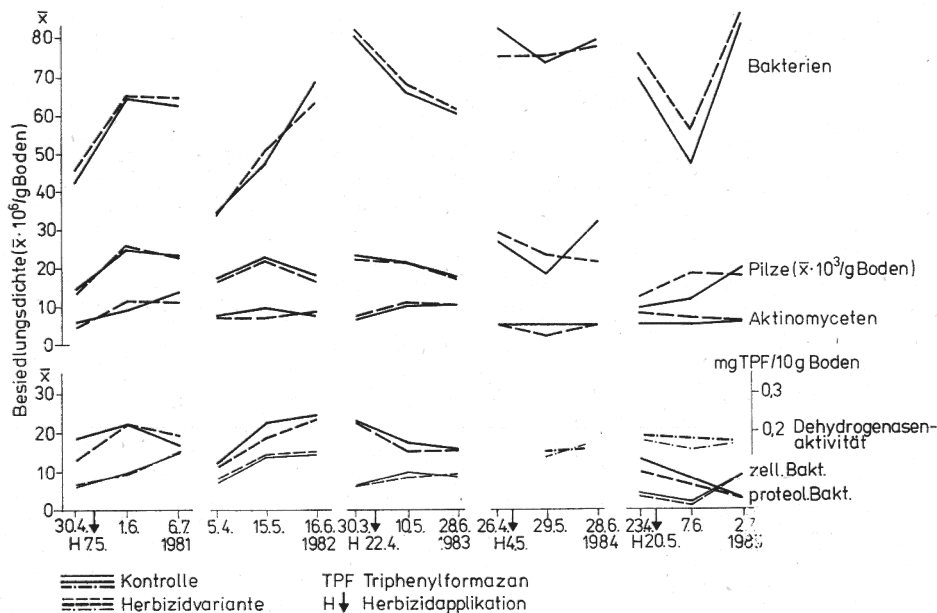 x̄
80
70
60
50
40
30
20
10
0
Besiedlungsdichte (x̄·10⁶/gBoden)
Bakterien
Pilze (x̄·10³/gBoden)
Aktinomyceten
x̄
30
20
10
0
mg TPF/10 g Boden
0,3
0,2
Dehydrogenasen-
aktivität
zell. Bakt.
proteol. Bakt.
30.4. 1.6. 6.7. 5.4. 15.5. 16.6. 30.3. 10.5. 28.6. 26.4. 29.5. 28.6. 23.4. 7.6. 2.7.
H 7.5. 1981 1982 H 22.4. 1983 H 4.5. 1984 H 20.5.
Kontrolle TPF Triphenylformazan
Herbizidvariante H↓ Herbizidapplikation